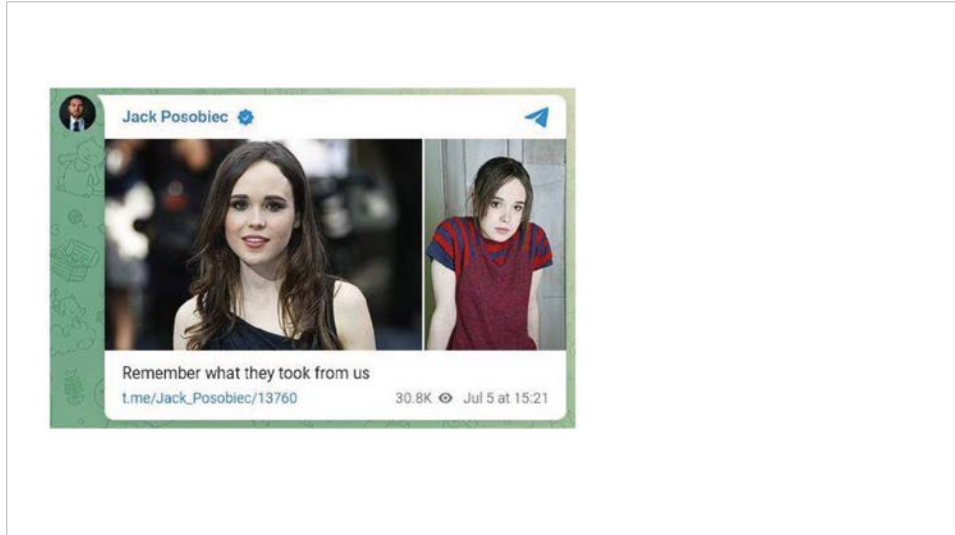 Jack Posobiec
Remember what they took from us
t.me/Jack_Posobiec/13760 30.8K Jul 5 at 15:21